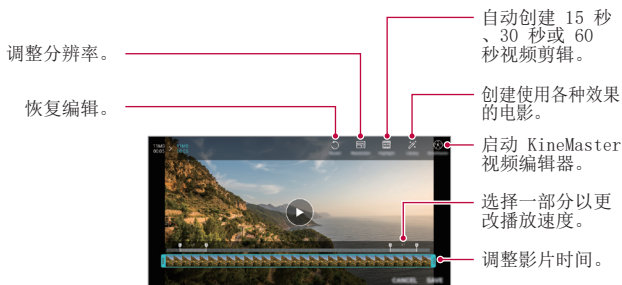 自动创建 15 秒
、30 秒或 60
秒视频剪辑。
调整分辨率。
恢复编辑。
创建使用各种效果
的电影。
启动 KineMaster
视频编辑器。
选择一部分以更
改播放速度。
调整影片时间。
CANCEL SAVE